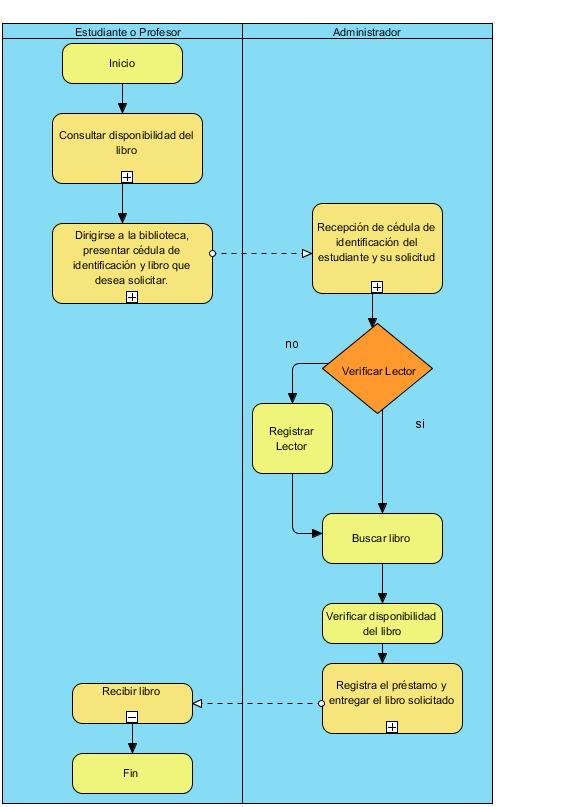 Estudiante o Profesor
Administrador
Inicio
Consultar disponibilidad del
libro
Dirigirse a la biblioteca,
presentar cédula de
identificación y libro que
desea solicitar.
Recepción de cédula de
identificación del
estudiante y su solicitud
Verificar Lector
no
si
Registrar
Lector
Buscar libro
Verificar disponibilidad
del libro
Registra el préstamo y
entregar el libro solicitado
Recibir libro
Fin